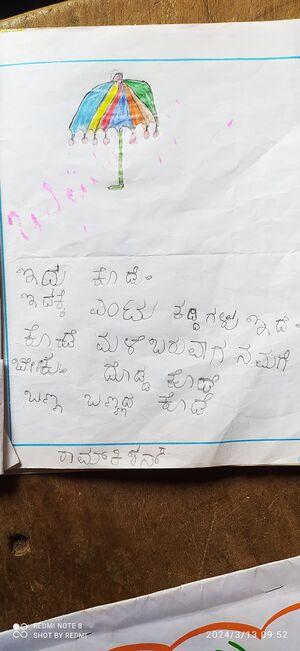 ಇದು ಕೊಡೆ.
ಇದಕ್ಕೆ ಎಂಟು ಕಡ್ಡಿಗಳು ಇದೆ.
ಕೊಡೆ ಮಳೆ ಬರುವಾಗ ನಮಗೆ
ಬೇಕು. ದೊಡ್ಡ ಕೊಡೆ
ಬಣ್ಣ ಬಣ್ಣದ ಕೊಡೆ
ರಾಮ್ ಕಿಶನ್
REDMI NOTE 8
SHOT BY REDMI
2024/3/13 09:52